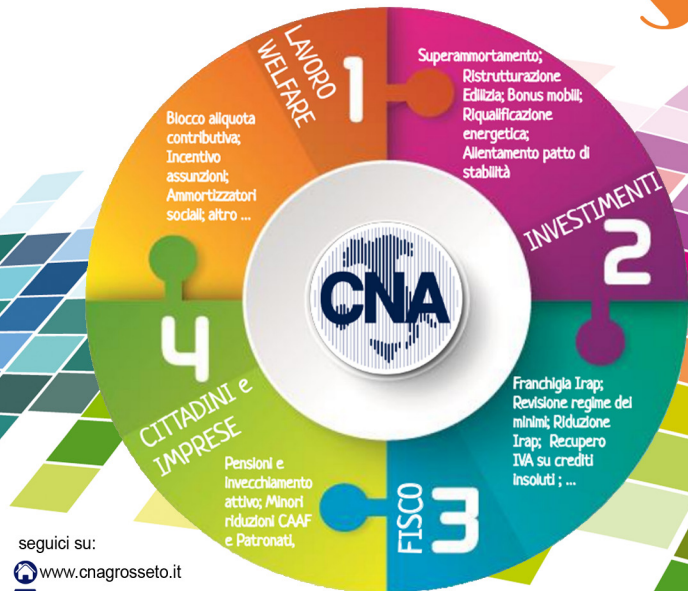 LAVORO
WELFARE
1
Blocco aliquota
contributiva;
Incentivo
assunzioni;
Ammortizzatori
sociali; altro ...
Superammortamento;
Ristrutturazione
Edilizia; Bonus mobili;
Riqualificazione
energetica;
Allentamento patto di
stabilità
INVESTIMENTI
2
CNA
Franchigia Irap;
Revisione regime dei
minimi; Riduzione
Irap; Recupero
IVA su crediti
insoluti ; ...
FISCO
3
4
CITTADINI e
IMPRESE
Pensioni e
invecchiamento
attivo; Minori
riduzioni CAAF
e Patronati,
seguici su:
www.cnagrosseto.it